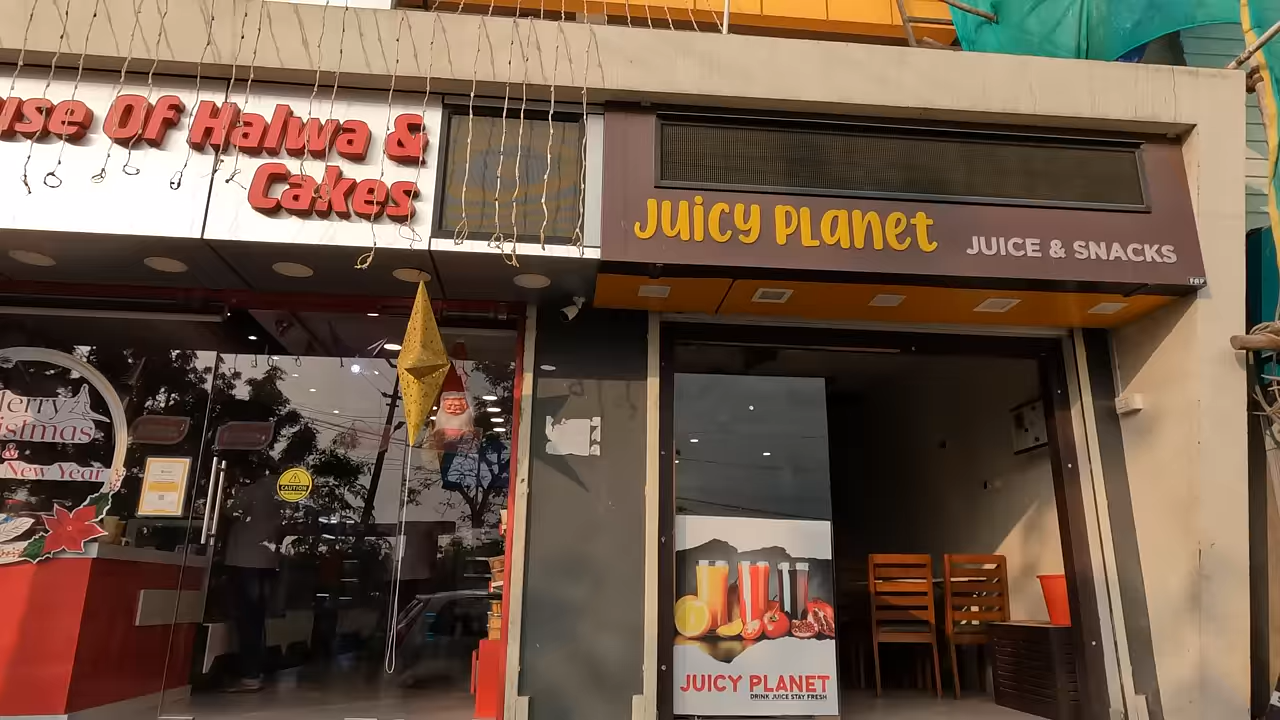 use Of Halwa &
Cakes
JUICY PLANET
JUICE & SNACKS
Merry
istmas
&
New Year
CAUTION
JUICY PLANET
DRINK JUICE STAY FRESH